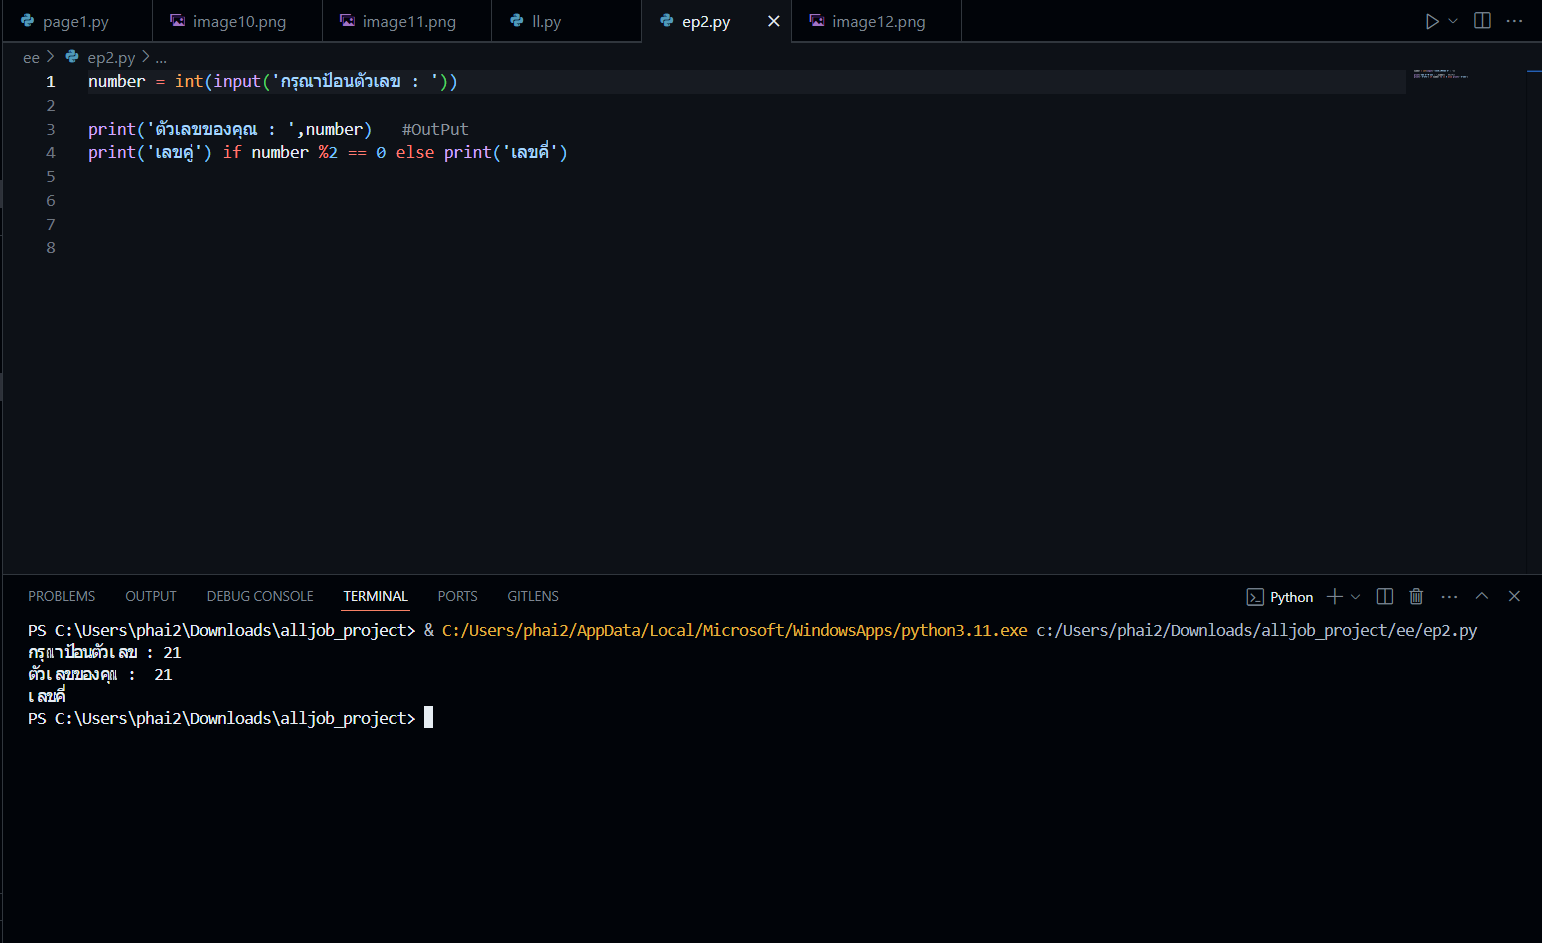 page1.py image10.png image11.png ll.py ep2.py image12.png
ee > ep2.py > ...
1 number = int(input('กรุณาป้อนตัวเลข : '))
2
3 print('ตัวเลขของคุณ : ',number)   #OutPut
4 print('เลขคู่') if number %2 == 0 else print('เลขคี่')
5
6
7
8
PROBLEMS OUTPUT DEBUG CONSOLE TERMINAL PORTS GITLENS Python
PS C:\Users\phai2\Downloads\alljob_project> & C:/Users/phai2/AppData/Local/Microsoft/WindowsApps/python3.11.exe c:/Users/phai2/Downloads/alljob_project/ee/ep2.py
กรุณาป้อนตัวเลข : 21
ตัวเลขของคุณ :  21
เลขคี่
PS C:\Users\phai2\Downloads\alljob_project>